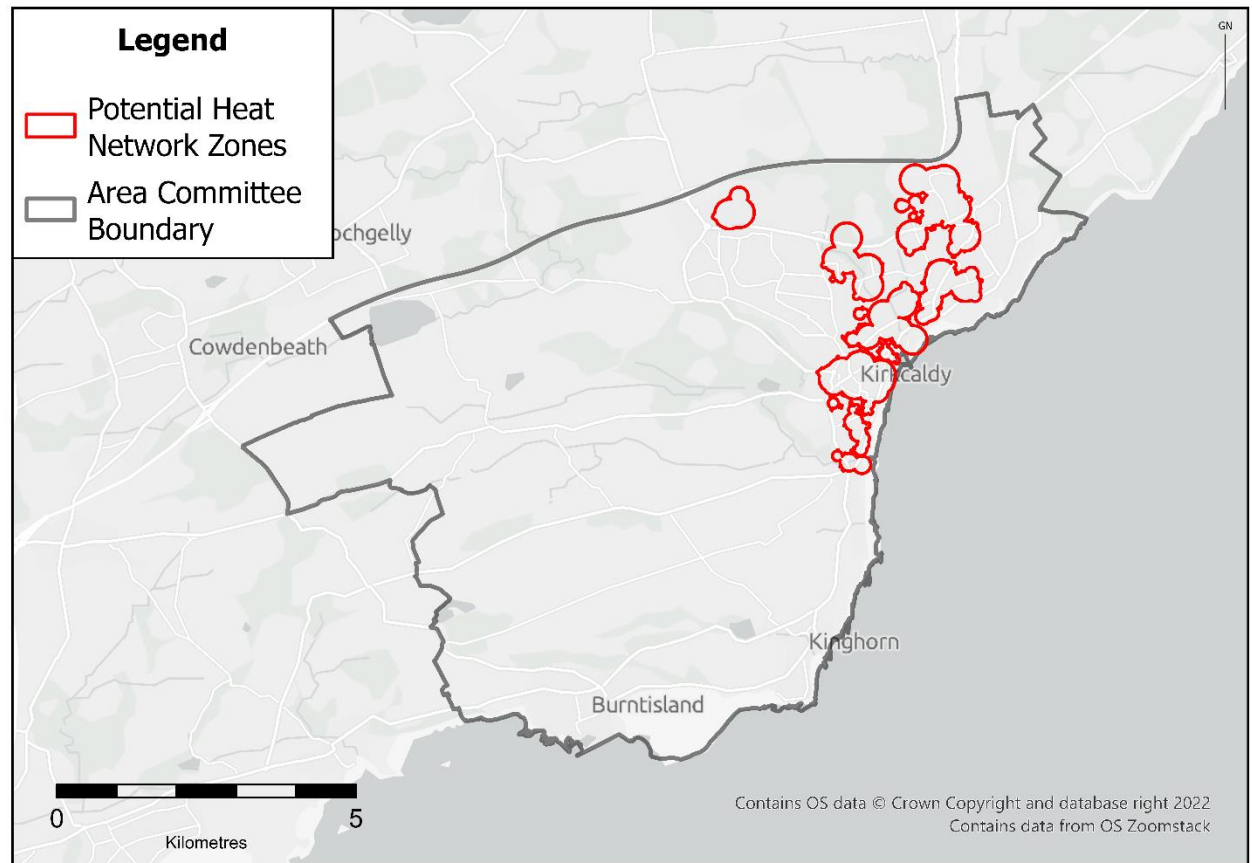 Legend
Potential Heat
Network Zones
Area Committee
Boundary
GN
ochgelly
Cowdenbeath
Kirkcaldy
Kinghorn
Burntisland
0
5
Kilometres
Contains OS data © Crown Copyright and database right 2022
Contains data from OS Zoomstack